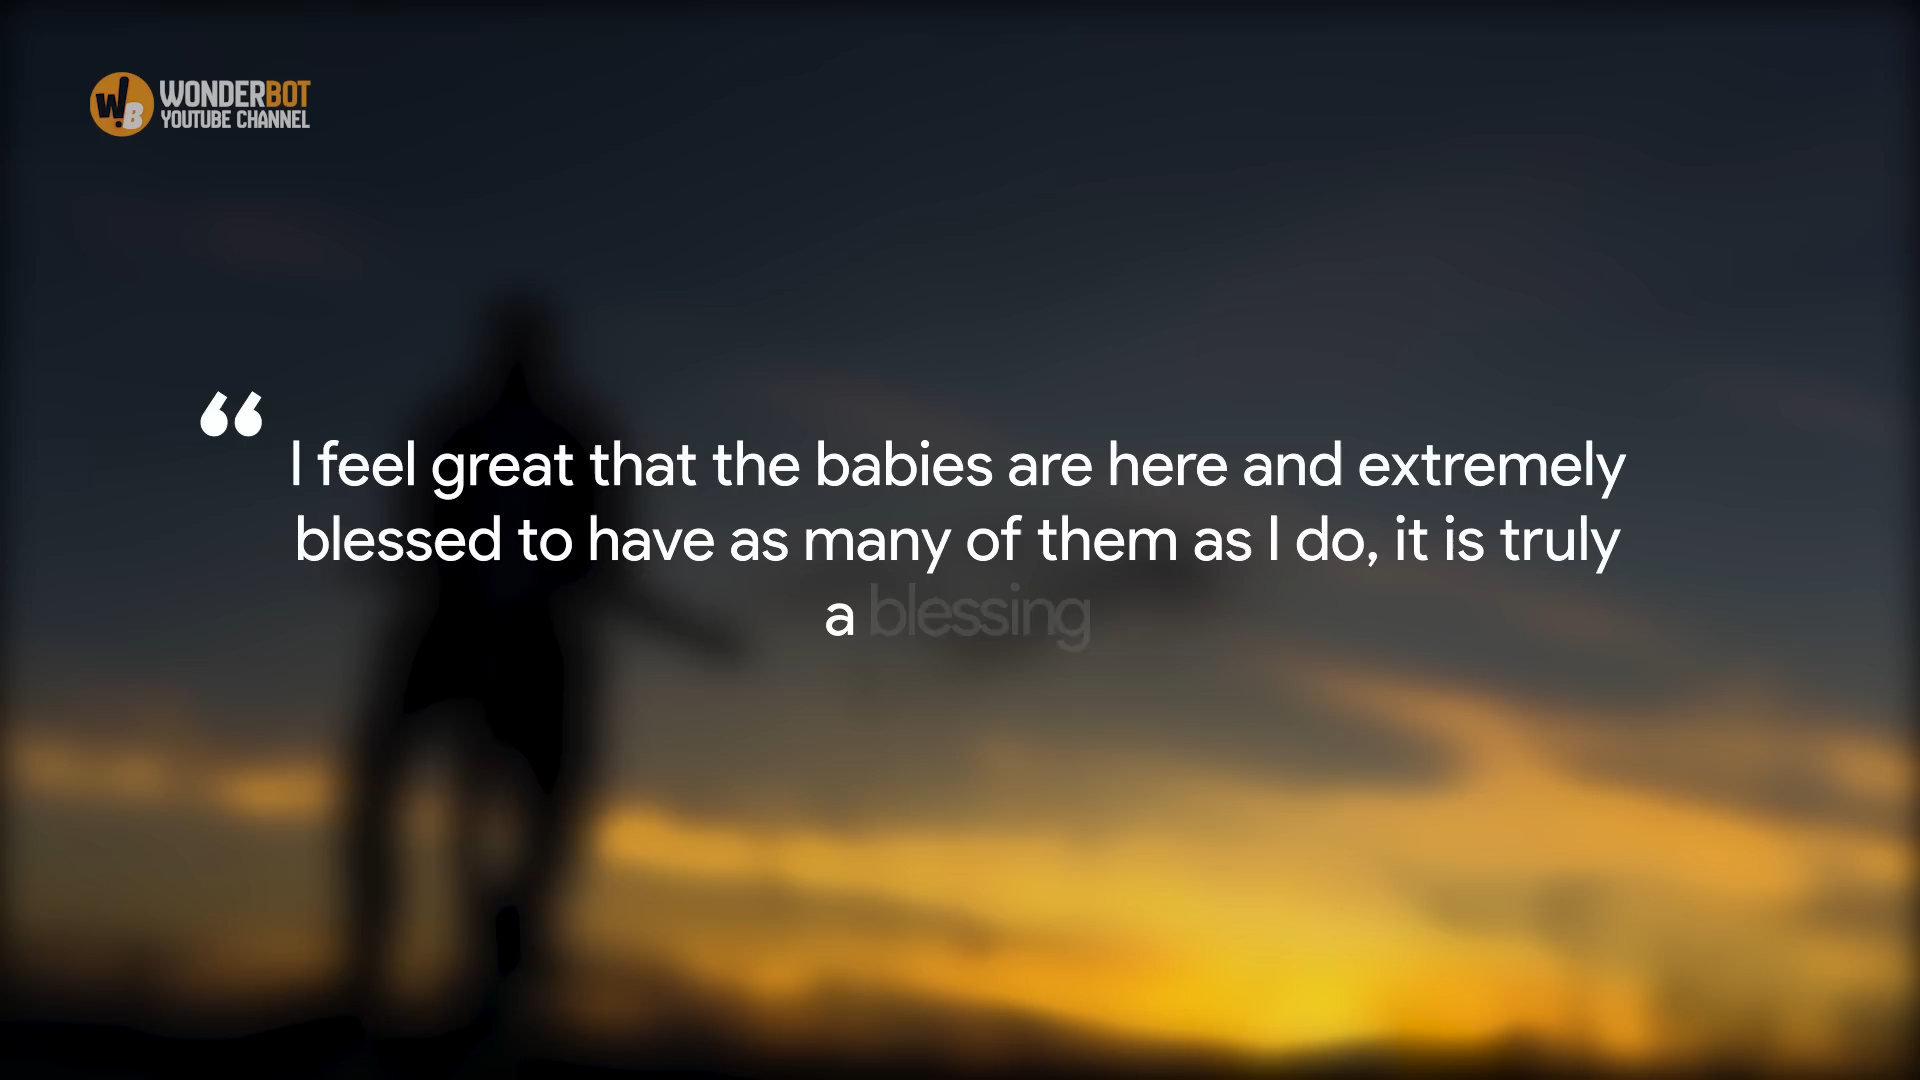 W!B
WONDERBOT
YOUTUBE CHANNEL
“ I feel great that the babies are here and extremely
blessed to have as many of them as I do, it is truly
a blessing